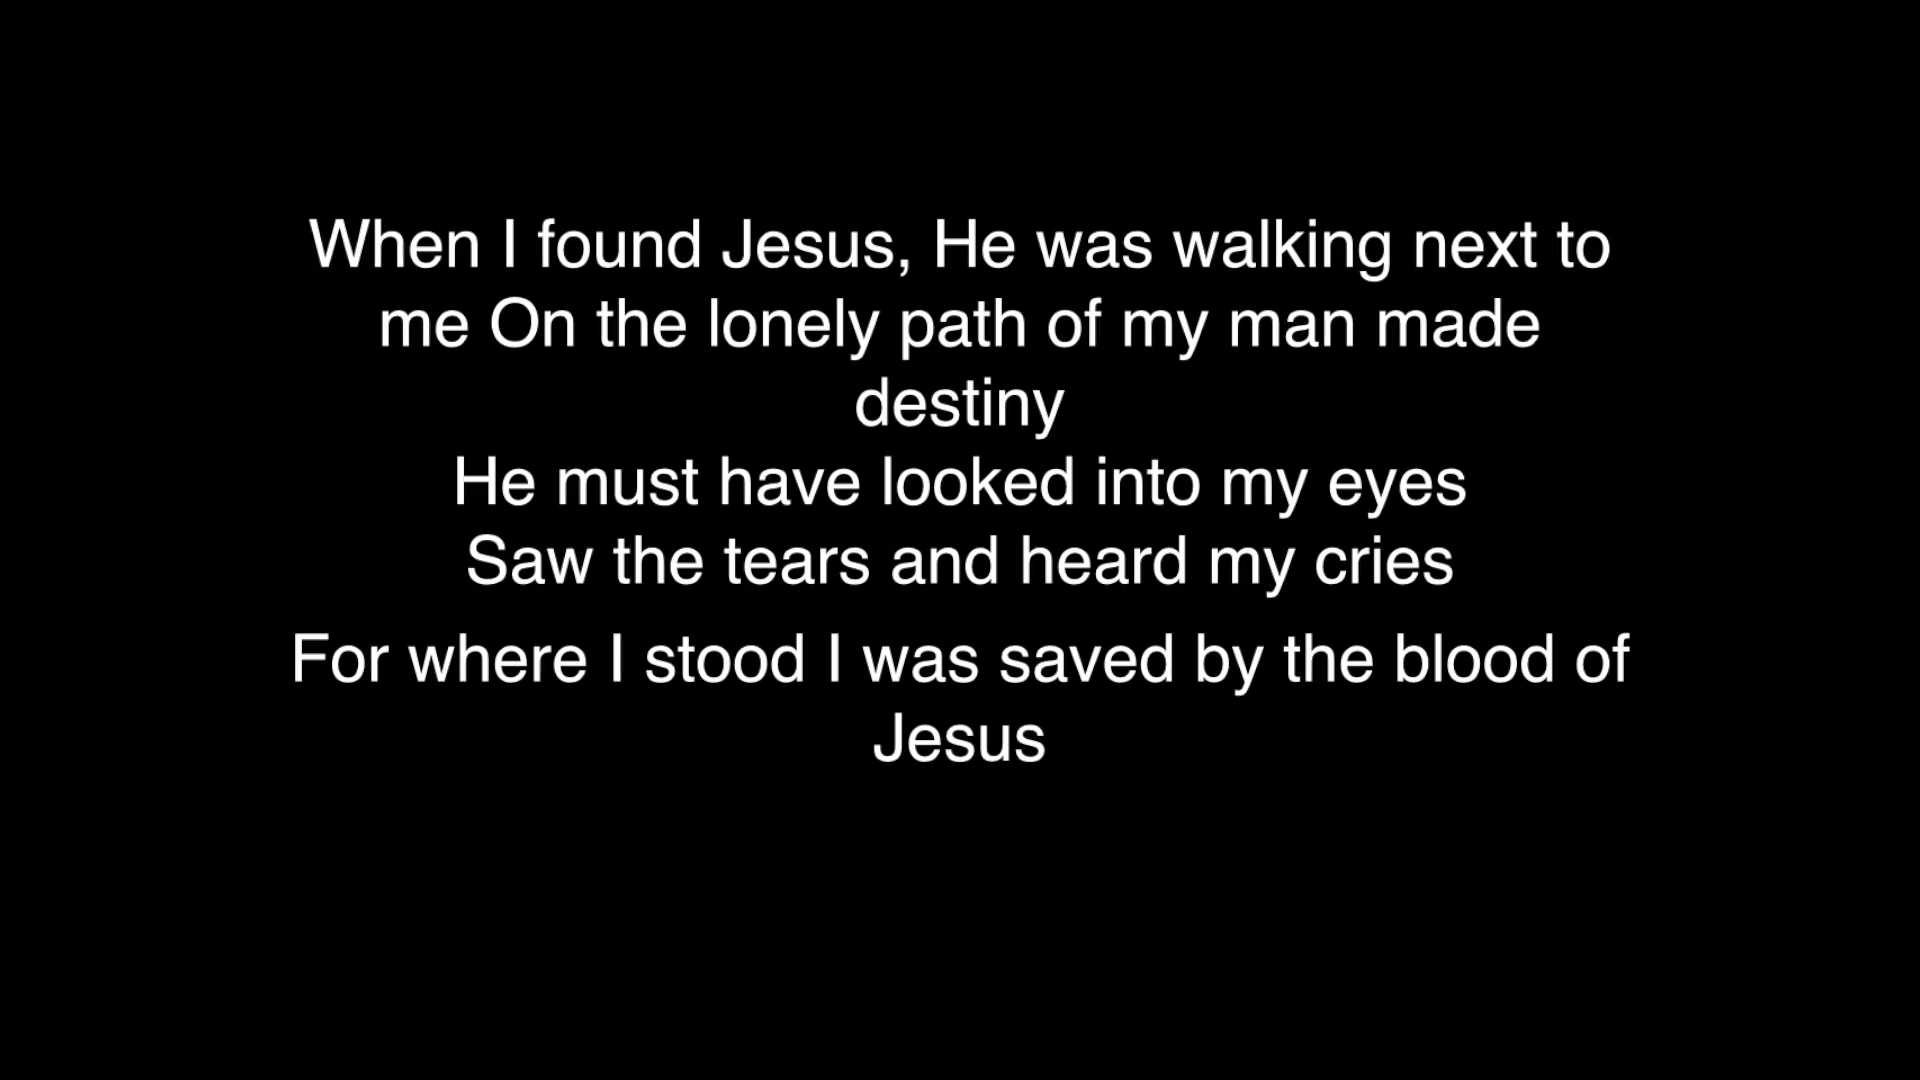 When I found Jesus, He was walking next to
me On the lonely path of my man made
destiny
He must have looked into my eyes
Saw the tears and heard my cries
For where I stood I was saved by the blood of
Jesus